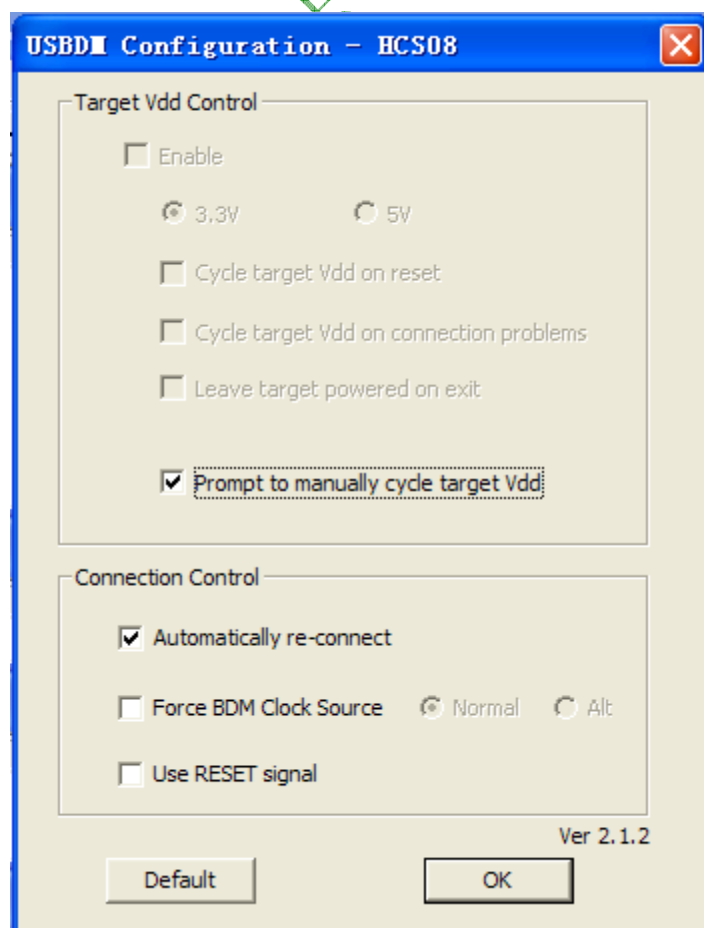 USBDM Configuration - HCS08
Target Vdd Control
Enable
3.3V 5V
Cycle target Vdd on reset
Cycle target Vdd on connection problems
Leave target powered on exit
Prompt to manually cycle target Vdd
Connection Control
Automatically re-connect
Force BDM Clock Source Normal Alt
Use RESET signal
Ver 2.1.2
Default OK